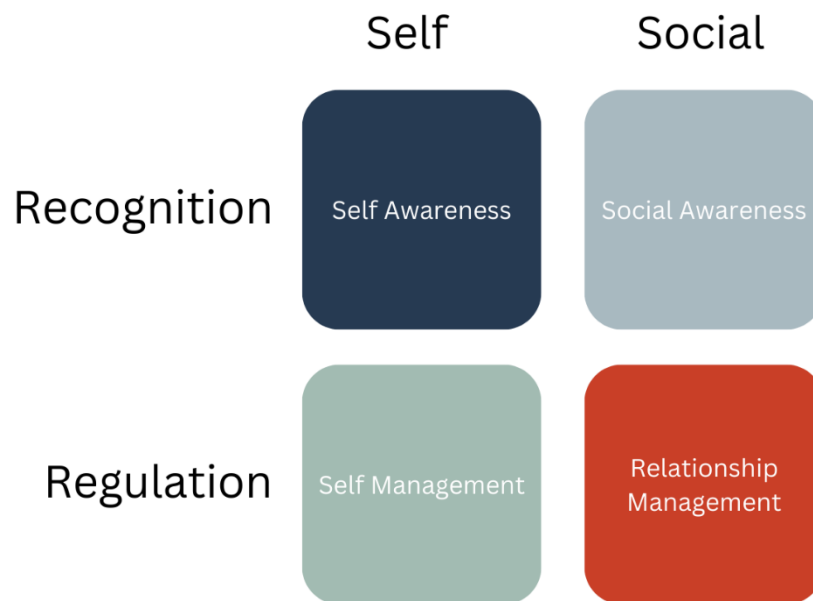 Self Social
Recognition Self Awareness Social Awareness
Regulation Self Management Relationship
Management